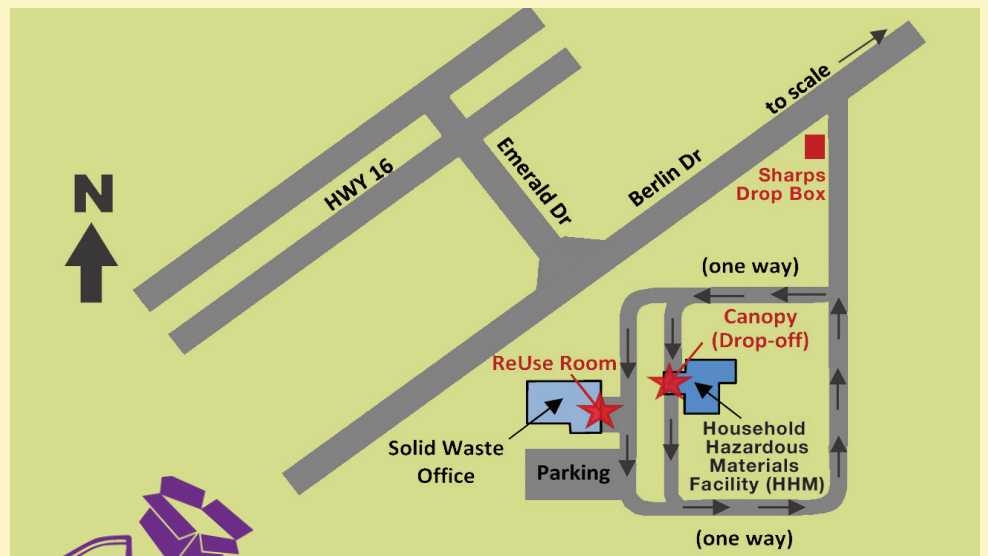 to scale
Emerald Dr
Berlin Dr
HWY 16
N
Sharps
Drop Box
(one way)
Canopy
(Drop-off)
ReUse Room
Household
Hazardous
Materials
Facility (HHM)
Solid Waste
Office
Parking
(one way)